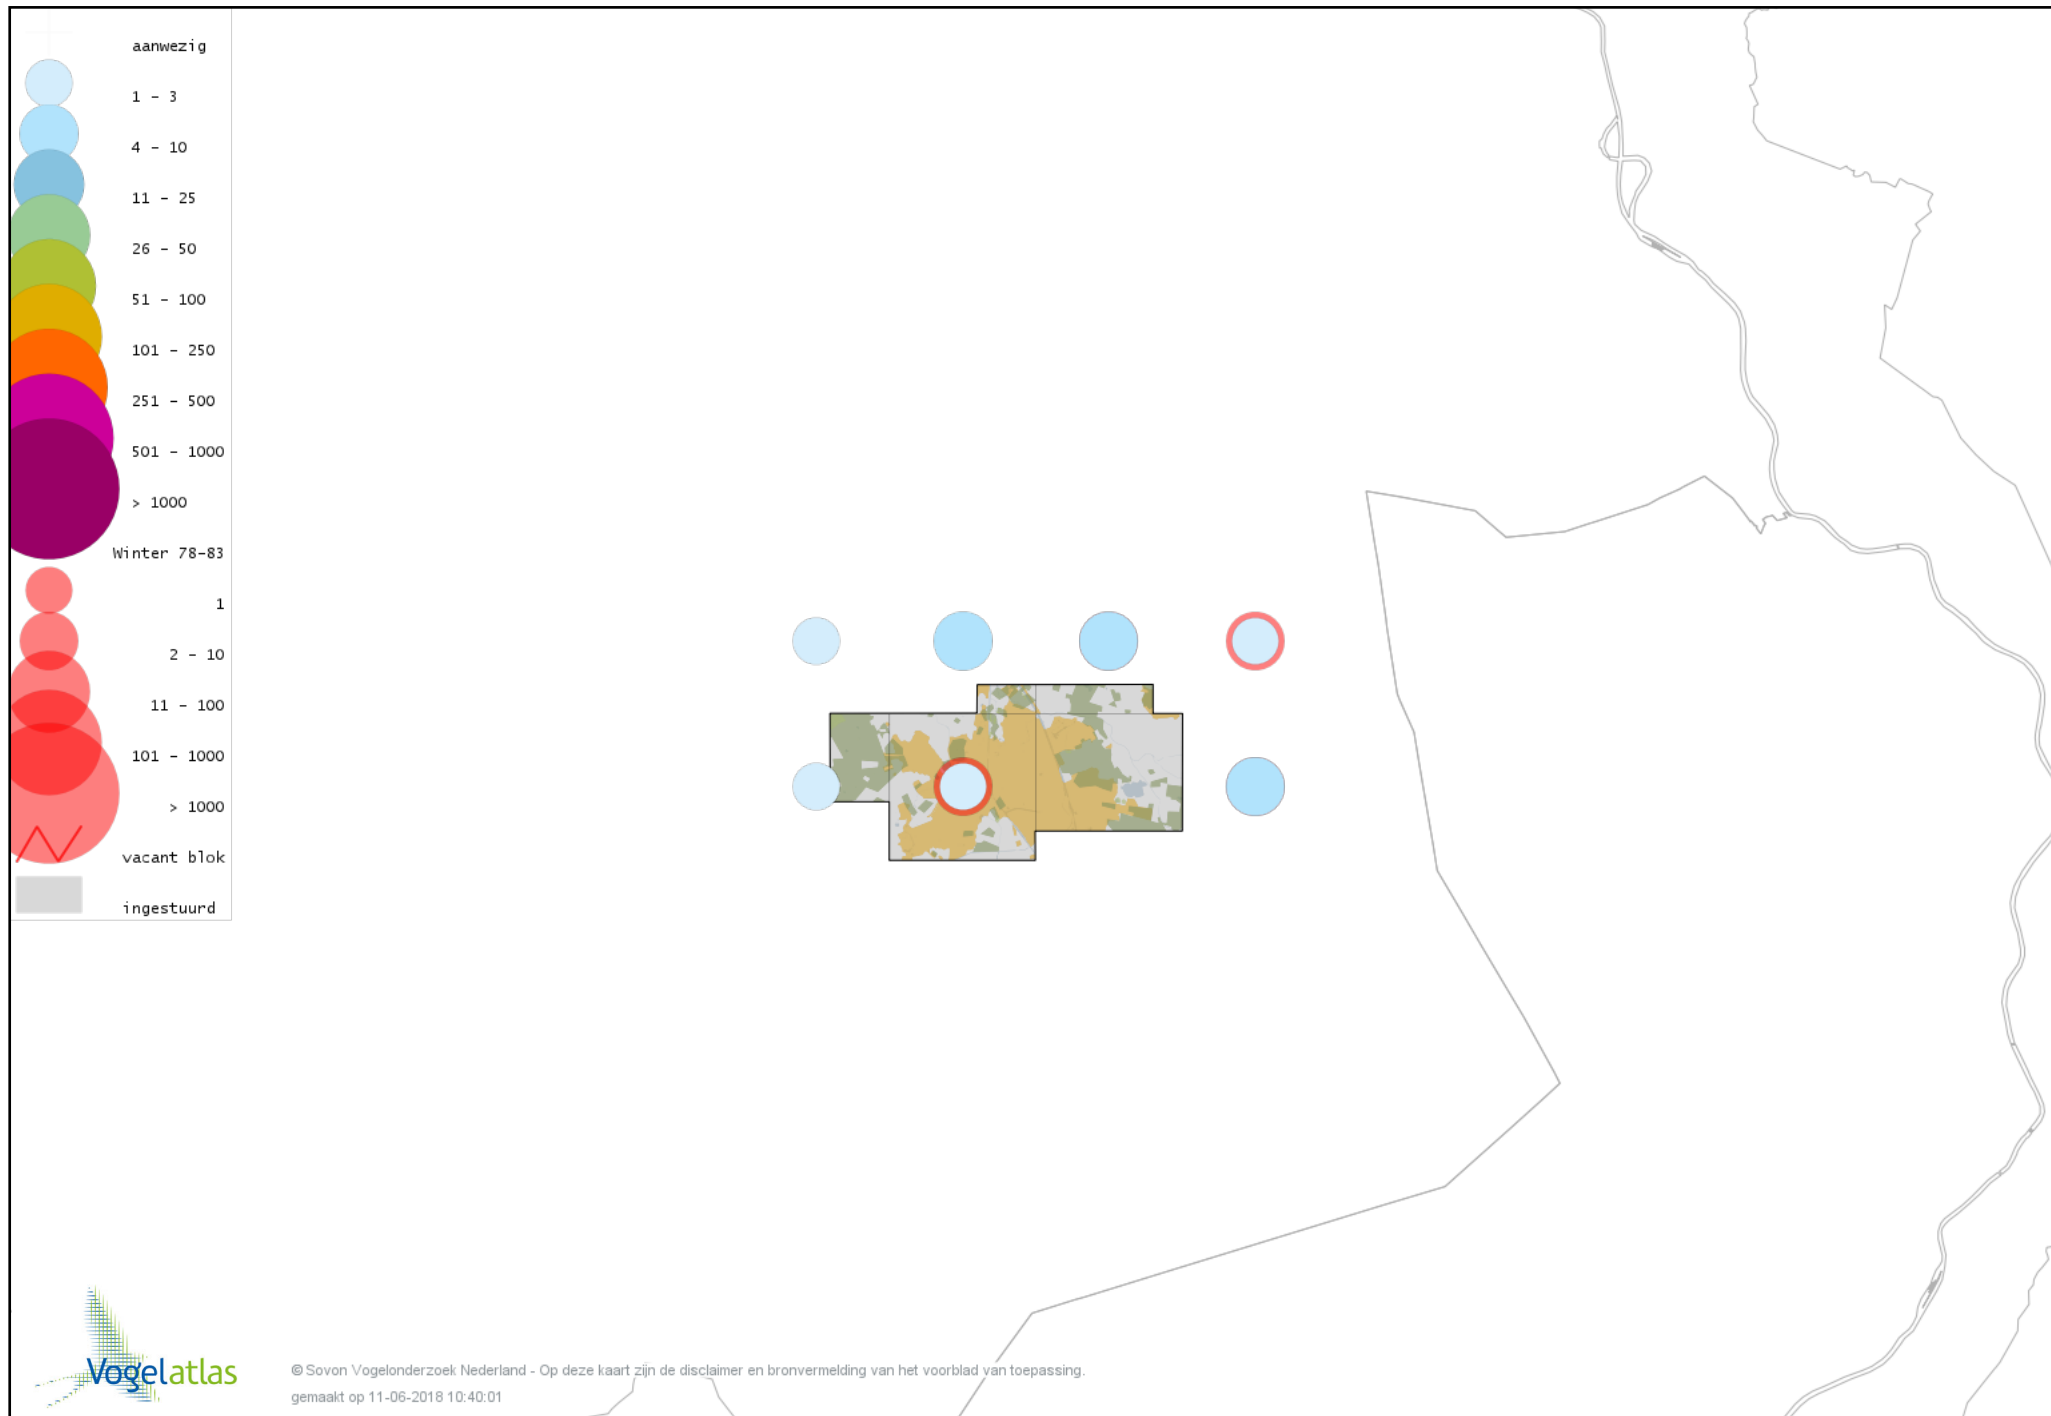 aanwezig
1 - 3
4 - 10
11 - 25
26 - 50
51 - 100
101 - 250
251 - 500
501 - 1000
> 1000
Winter 78-83
1
2 - 10
11 - 100
101 - 1000
> 1000
vacant blok
ingestuurd
Vogelatlas
© Sovon Vogelonderzoek Nederland - Op deze kaart zijn de disclaimer en bronvermelding van het voorblad van toepassing.
gemaakt op 11-06-2018 10:40:01